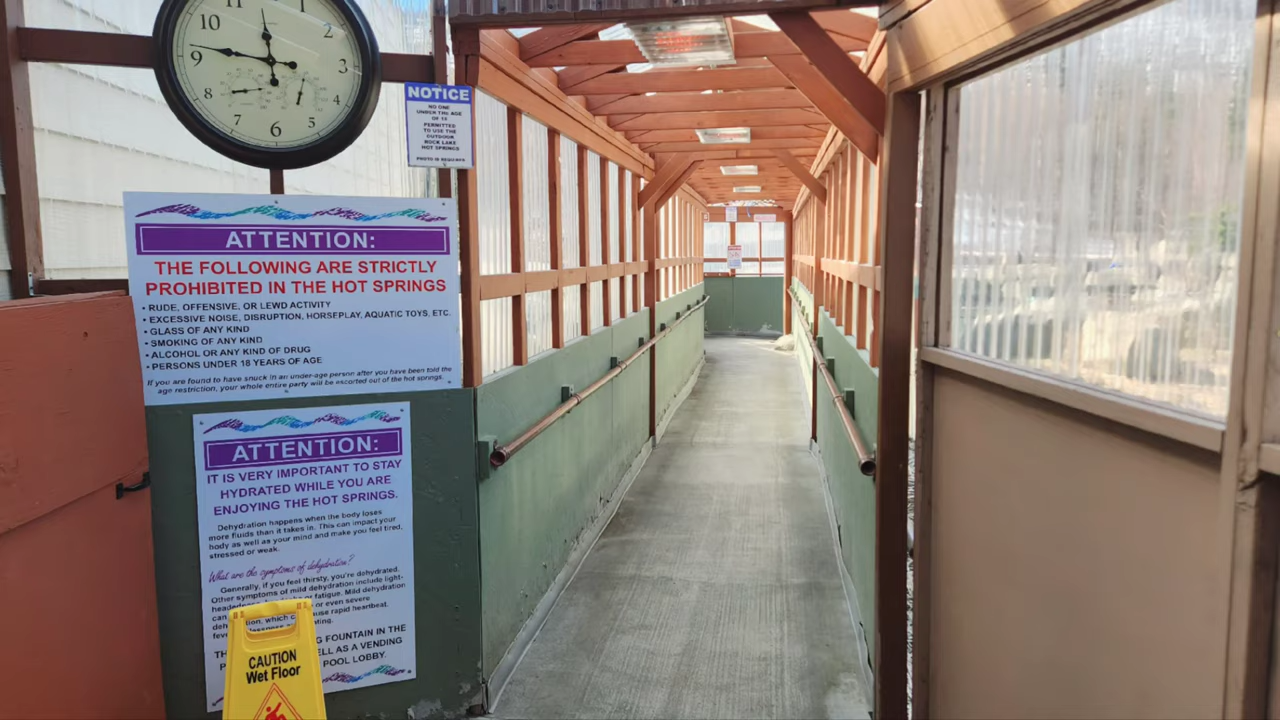 10
12
1
2
3
4
5
6
7
8
9
NOTICE
NO ONE
UNDER THE AGE
OF 18
PERMITTED
TO USE THE
OUTDOOR
ROCK LAKE
HOT SPRINGS
PHOTO ID REQUIRED
ATTENTION:
THE FOLLOWING ARE STRICTLY
PROHIBITED IN THE HOT SPRINGS
• RUDE, OFFENSIVE, OR LEWD ACTIVITY
• EXCESSIVE NOISE, DISRUPTION, HORSEPLAY, AQUATIC TOYS, ETC.
• GLASS OF ANY KIND
• SMOKING OF ANY KIND
• ALCOHOL OR ANY KIND OF DRUG
• PERSONS UNDER 18 YEARS OF AGE
If you are found to have snuck in an under-age person after you have been told the
age restriction, your whole entire party will be escorted out of the hot springs.
ATTENTION:
IT IS VERY IMPORTANT TO STAY
HYDRATED WHILE YOU ARE
ENJOYING THE HOT SPRINGS.
Dehydration happens when the body loses
more fluids than it takes in. This can impact your
body as well as your mind and make you feel tired,
stressed or weak.
What are the symptoms of dehydration?
Generally, if you feel thirsty, you're dehydrated.
Other symptoms of mild dehydration include light-
fatigue. Mild dehydration
can or even severe
which use rapid heartbeat.
FOUNTAIN IN THE
AS A VENDING
POOL LOBBY.
CAUTION
Wet Floor